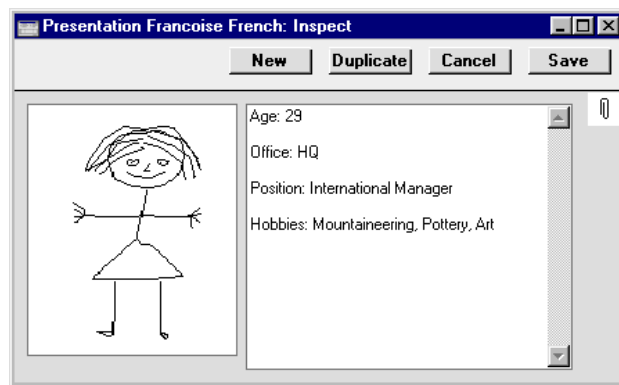 Presentation Francoise French: Inspect
New Duplicate Cancel Save
Age: 29
Office: HQ
Position: International Manager
Hobbies: Mountaineering, Pottery, Art